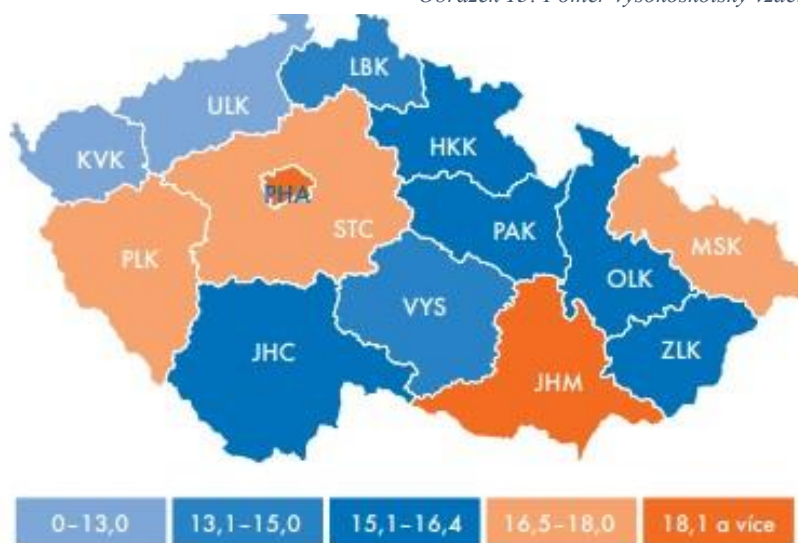 LBK
ULK
KVK
HKK
PHA
STC
PAK
PLK
MSK
OLK
VYS
JHC
ZLK
JHM
0–13,0 13,1–15,0 15,1–16,4 16,5–18,0 18,1 a více